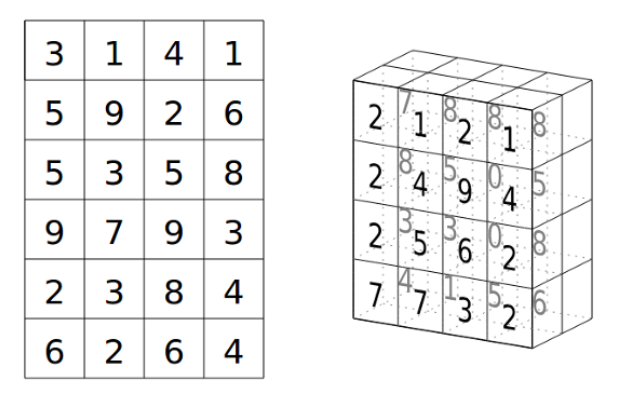 3 1 4 1
5 9 2 6
5 3 5 8
9 7 9 3
2 3 8 4
6 2 6 4
2 7 1 8 2 8 1 8
2 8 4 5 9 0 4 5
2 3 5 3 6 0 2 8
7 4 7 1 3 5 2 6